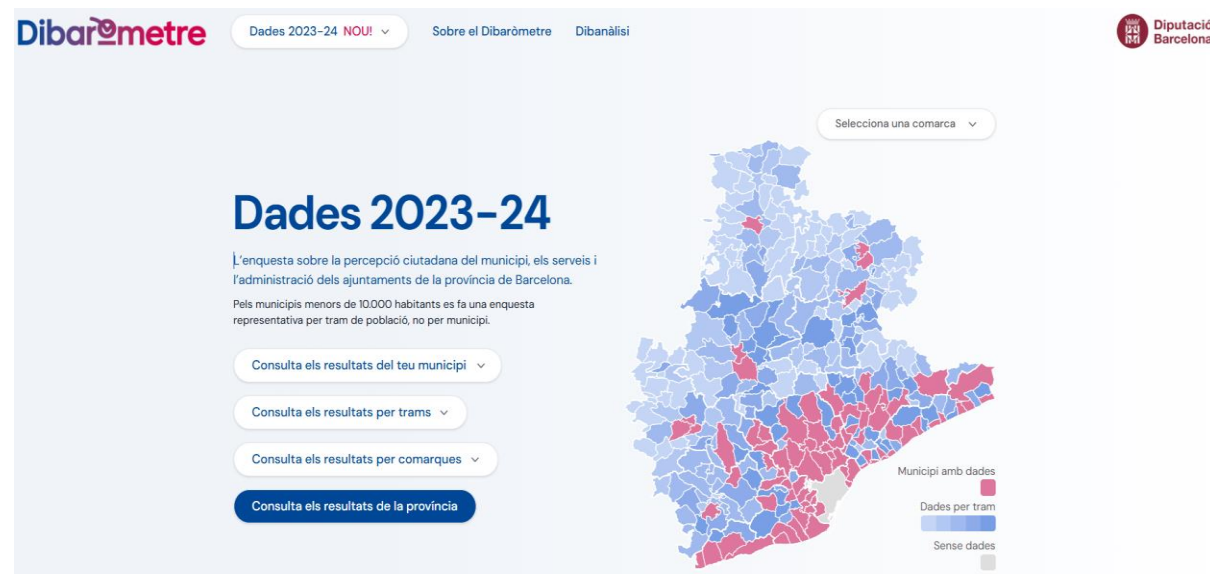 Dibaròmetre
Dades 2023-24 NOU!
Sobre el Dibaròmetre
Dibanàlisi
Diputació
Barcelona
Selecciona una comarca
Dades 2023-24
L'enquesta sobre la percepció ciutadana del municipi, els serveis i
l'administració dels ajuntaments de la província de Barcelona.
Pels municipis menors de 10.000 habitants es fa una enquesta
representativa per tram de població, no per municipi.
Consulta els resultats del teu municipi
Consulta els resultats per trams
Consulta els resultats per comarques
Consulta els resultats de la província
Municipi amb dades
Dades per tram
Sense dades